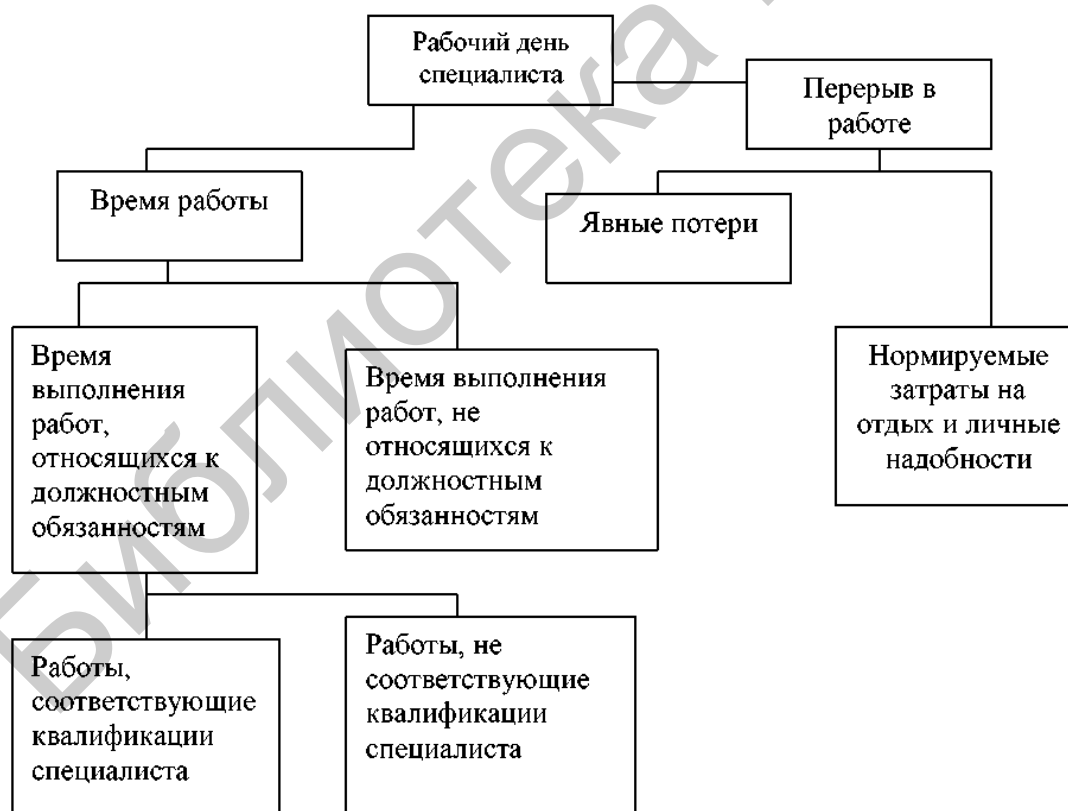 Рабочий день
специалиста
Перерыв в
работе
Время работы
Явные потери
Время
выполнения
работ,
относящихся к
должностным
обязанностям
Время выполнения
работ, не
относящихся к
должностным
обязанностям
Нормируемые
затраты на
отдых и личные
надобности
Работы,
соответствующие
квалификации
специалиста
Работы, не
соответствующие
квалификации
специалиста
Библиотека